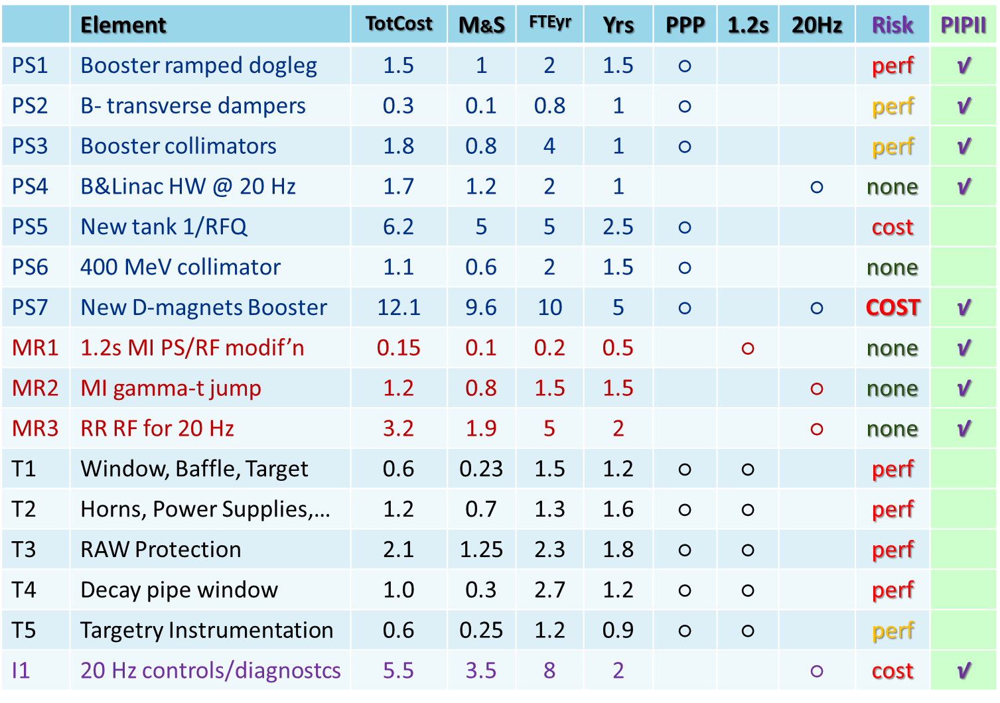 Element TotCost M&S FTEyr Yrs PPP 1.2s 20Hz Risk PIPII
PS1 Booster ramped dogleg 1.5 1 2 1.5 ○ perf √
PS2 B- transverse dampers 0.3 0.1 0.8 1 ○ perf √
PS3 Booster collimators 1.8 0.8 4 1 ○ perf √
PS4 B&Linac HW @ 20 Hz 1.7 1.2 2 1 ○ none √
PS5 New tank 1/RFQ 6.2 5 5 2.5 ○ cost
PS6 400 MeV collimator 1.1 0.6 2 1.5 ○ none
PS7 New D-magnets Booster 12.1 9.6 10 5 ○ ○ COST √
MR1 1.2s MI PS/RF modif’n 0.15 0.1 0.2 0.5 ○ none √
MR2 MI gamma-t jump 1.2 0.8 1.5 1.5 ○ none √
MR3 RR RF for 20 Hz 3.2 1.9 5 2 ○ none √
T1 Window, Baffle, Target 0.6 0.23 1.5 1.2 ○ ○ perf
T2 Horns, Power Supplies,… 1.2 0.7 1.3 1.6 ○ ○ perf
T3 RAW Protection 2.1 1.25 2.3 1.8 ○ ○ perf
T4 Decay pipe window 1.0 0.3 2.7 1.2 ○ ○ perf
T5 Targetry Instrumentation 0.6 0.25 1.2 0.9 ○ ○ perf
I1 20 Hz controls/diagnostcs 5.5 3.5 8 2 ○ cost √